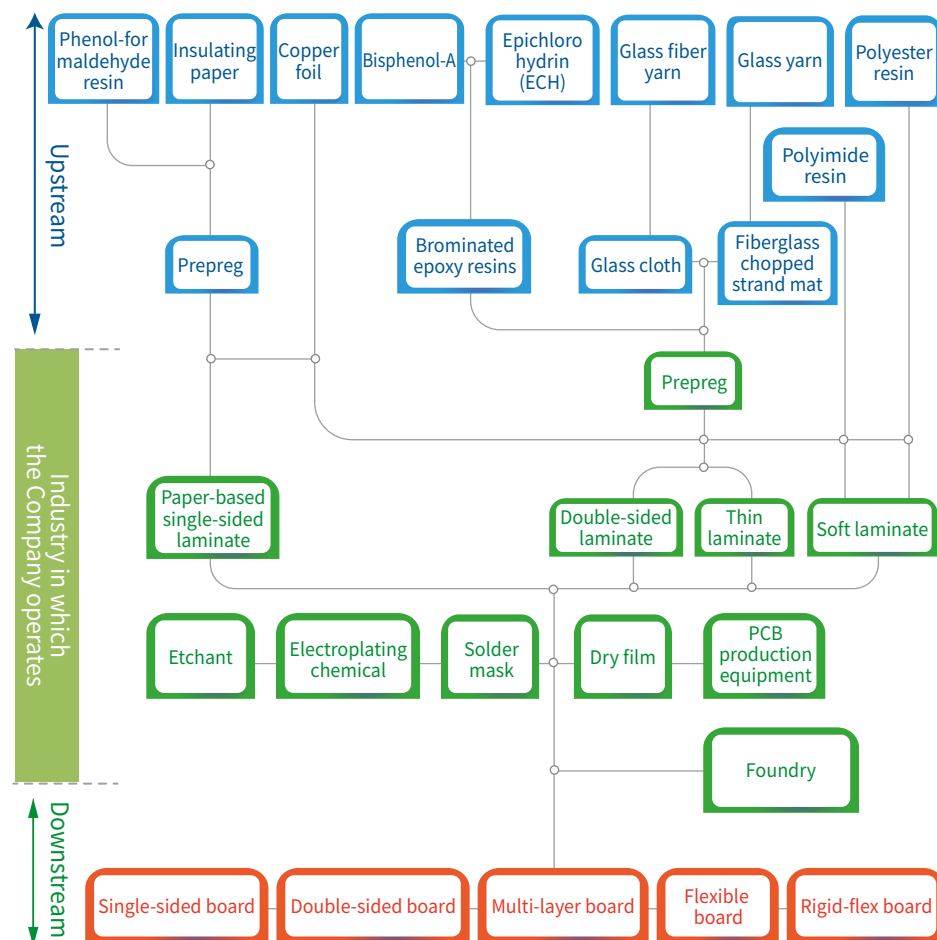 Phenol-for
maldehyde
resin
Insulating
paper
Copper
foil
Bisphenol-A
Epichloro
hydrin
(ECH)
Glass fiber
yarn
Glass yarn
Polyester
resin
Upstream
Polyimide
resin
Prepreg
Brominated
epoxy resins
Glass cloth
Fiberglass
chopped
strand mat
Prepreg
Industry in which
the Company operates
Paper-based
single-sided
laminate
Double-sided
laminate
Thin
laminate
Soft laminate
Etchant
Electroplating
chemical
Solder
mask
Dry film
PCB
production
equipment
Foundry
Downstream
Single-sided board
Double-sided board
Multi-layer board
Flexible
board
Rigid-flex board